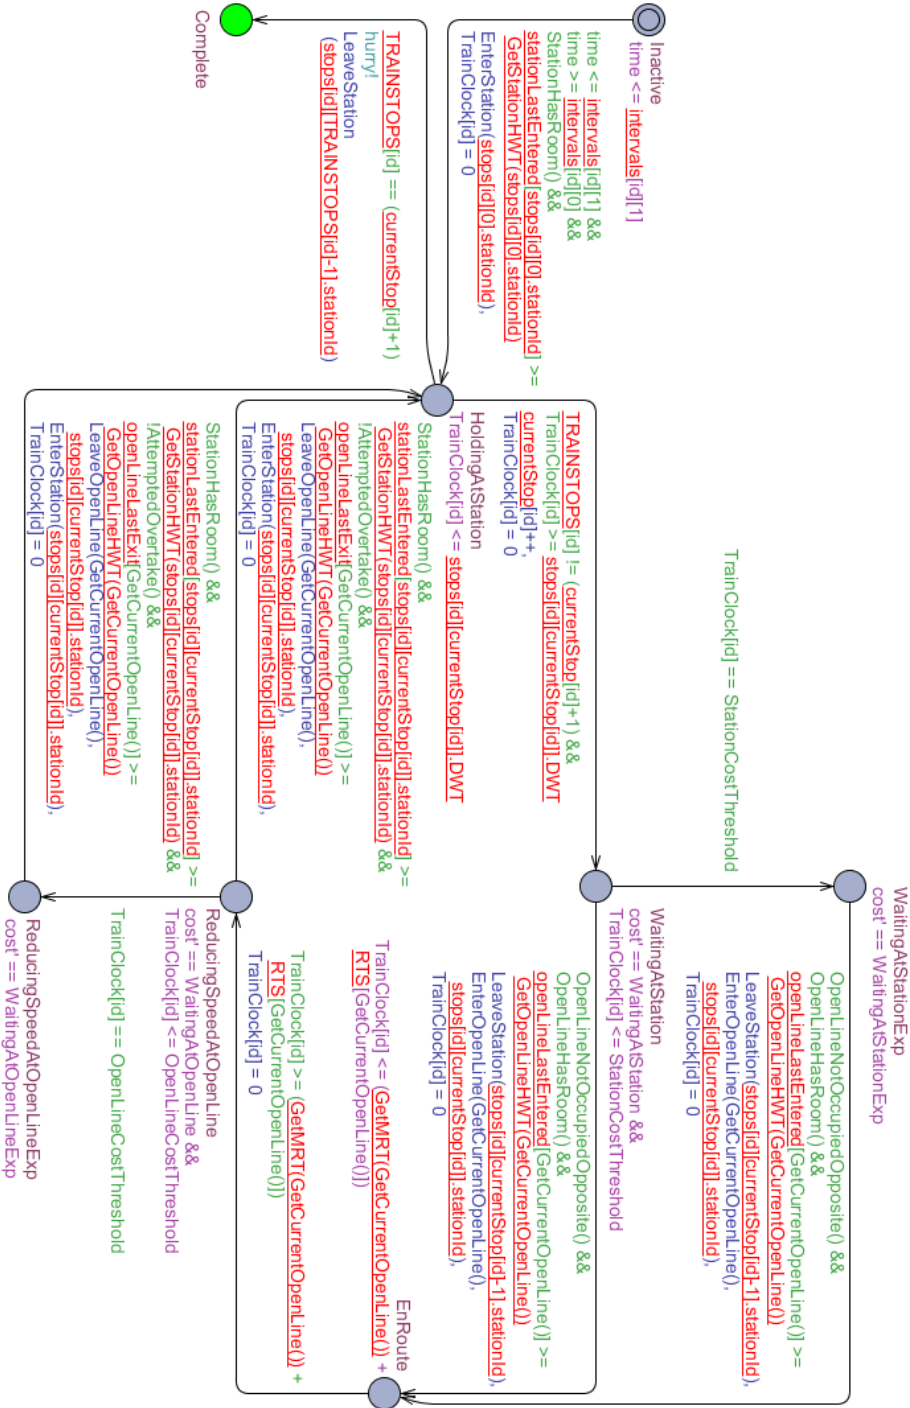 Inactive
time <= intervals[id][1]
time <= intervals[id][1] &&
time >= intervals[id][0] &&
StationHasRoom() &&
stationLastEntered[stops[id][0].stationId] >=
GetStationHWT(stops[id][0].stationId)
EnterStation(stops[id][0].stationId),
TrainClock[id] = 0
TRAINSTOPS[id] == (currentStop[id]+1)
hurry!
LeaveStation
(stops[id][TRAINSTOPS[id]-1].stationId)
Complete
WaitingAtStationExp
cost' == WaitingAtStationExp
TrainClock[id] == StationCostThreshold
OpenLineNotOccupiedOpposite() &&
OpenLineHasRoom() &&
openLineLastEntered[GetCurrentOpenLine()] >=
GetOpenLineHWT(GetCurrentOpenLine())
LeaveStation(stops[id][currentStop[id]-1].stationId),
EnterOpenLine(GetCurrentOpenLine(),
stops[id][currentStop[id]].stationId),
TrainClock[id] = 0
TRAINSTOPS[id] != (currentStop[id]+1) &&
TrainClock[id] >= stops[id][currentStop[id]].DWT
currentStop[id]++,
TrainClock[id] = 0
HoldingAtStation
TrainClock[id] <= stops[id][currentStop[id]].DWT
WaitingAtStation
cost' == WaitingAtStation &&
TrainClock[id] <= StationCostThreshold
OpenLineNotOccupiedOpposite() &&
OpenLineHasRoom() &&
openLineLastEntered[GetCurrentOpenLine()] >=
GetOpenLineHWT(GetCurrentOpenLine())
LeaveStation(stops[id][currentStop[id]-1].stationId),
EnterOpenLine(GetCurrentOpenLine(),
stops[id][currentStop[id]].stationId),
TrainClock[id] = 0
StationHasRoom() &&
stationLastEntered[stops[id][currentStop[id]].stationId] >=
GetStationHWT(stops[id][currentStop[id]].stationId) &&
!AttemptedOvertake() &&
openLineLastExit[GetCurrentOpenLine()] >=
GetOpenLineHWT(GetCurrentOpenLine())
LeaveOpenLine(GetCurrentOpenLine(),
stops[id][currentStop[id]].stationId),
EnterStation(stops[id][currentStop[id]].stationId),
TrainClock[id] = 0
EnRoute
TrainClock[id] <= (GetMRT(GetCurrentOpenLine()) +
RTS[GetCurrentOpenLine()])
TrainClock[id] >= (GetMRT(GetCurrentOpenLine()) +
RTS[GetCurrentOpenLine()])
TrainClock[id] = 0
ReducingSpeedAtOpenLine
cost' == WaitingAtOpenLine &&
TrainClock[id] <= OpenLineCostThreshold
TrainClock[id] == OpenLineCostThreshold
StationHasRoom() &&
stationLastEntered[stops[id][currentStop[id]].stationId] >=
GetStationHWT(stops[id][currentStop[id]].stationId) &&
!AttemptedOvertake() &&
openLineLastExit[GetCurrentOpenLine()] >=
GetOpenLineHWT(GetCurrentOpenLine())
LeaveOpenLine(GetCurrentOpenLine(),
stops[id][currentStop[id]].stationId),
EnterStation(stops[id][currentStop[id]].stationId),
TrainClock[id] = 0
ReducingSpeedAtOpenLineExp
cost' == WaitingAtOpenLineExp